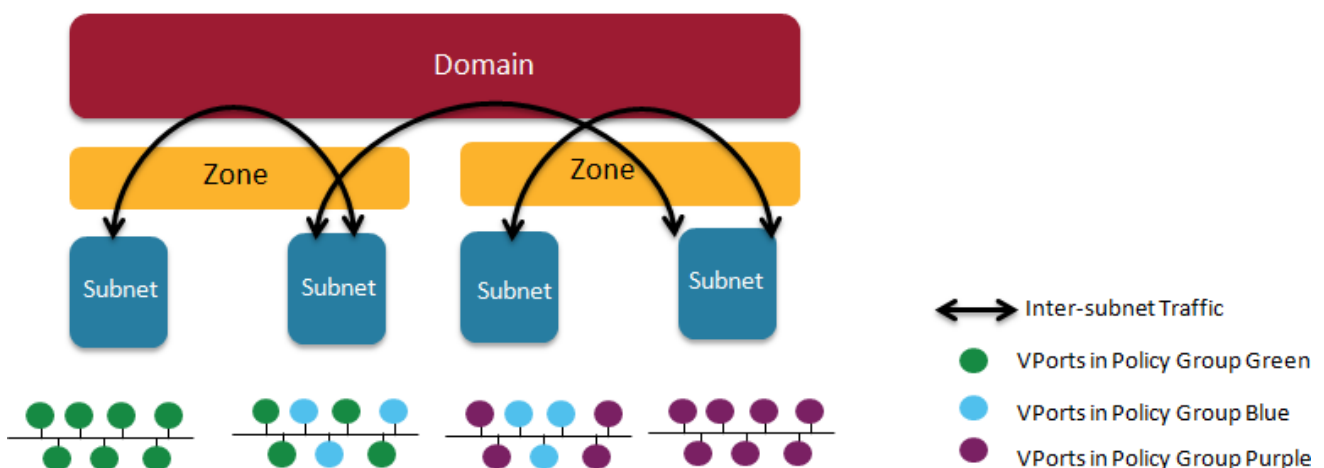 Domain
Zone
Zone
Subnet
Subnet
Subnet
Subnet
Inter-subnet Traffic
VPorts in Policy Group Green
VPorts in Policy Group Blue
VPorts in Policy Group Purple